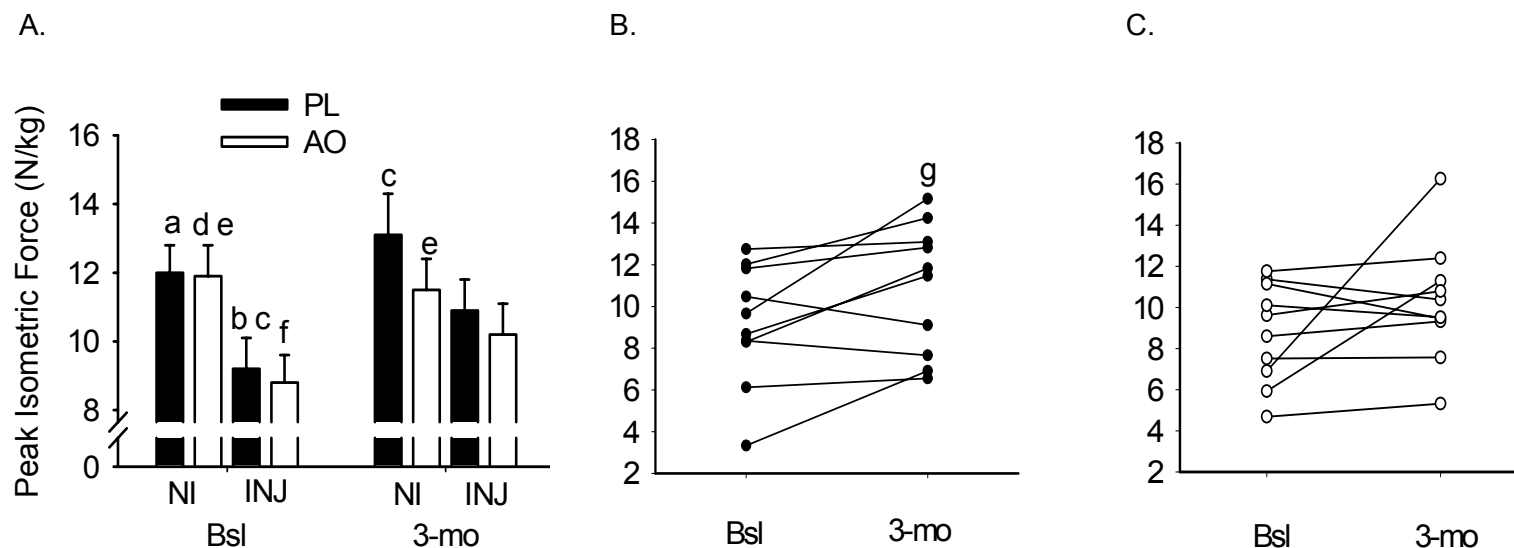 A.
B.
C.
Peak Isometric Force (N/kg)
PL
AO
16
14
12
10
8
0
a
d e
b c
f
c
e
NI
INJ
NI
INJ
Bsl
3-mo
18
16
14
12
10
8
6
4
2
g
Bsl
3-mo
18
16
14
12
10
8
6
4
2
Bsl
3-mo